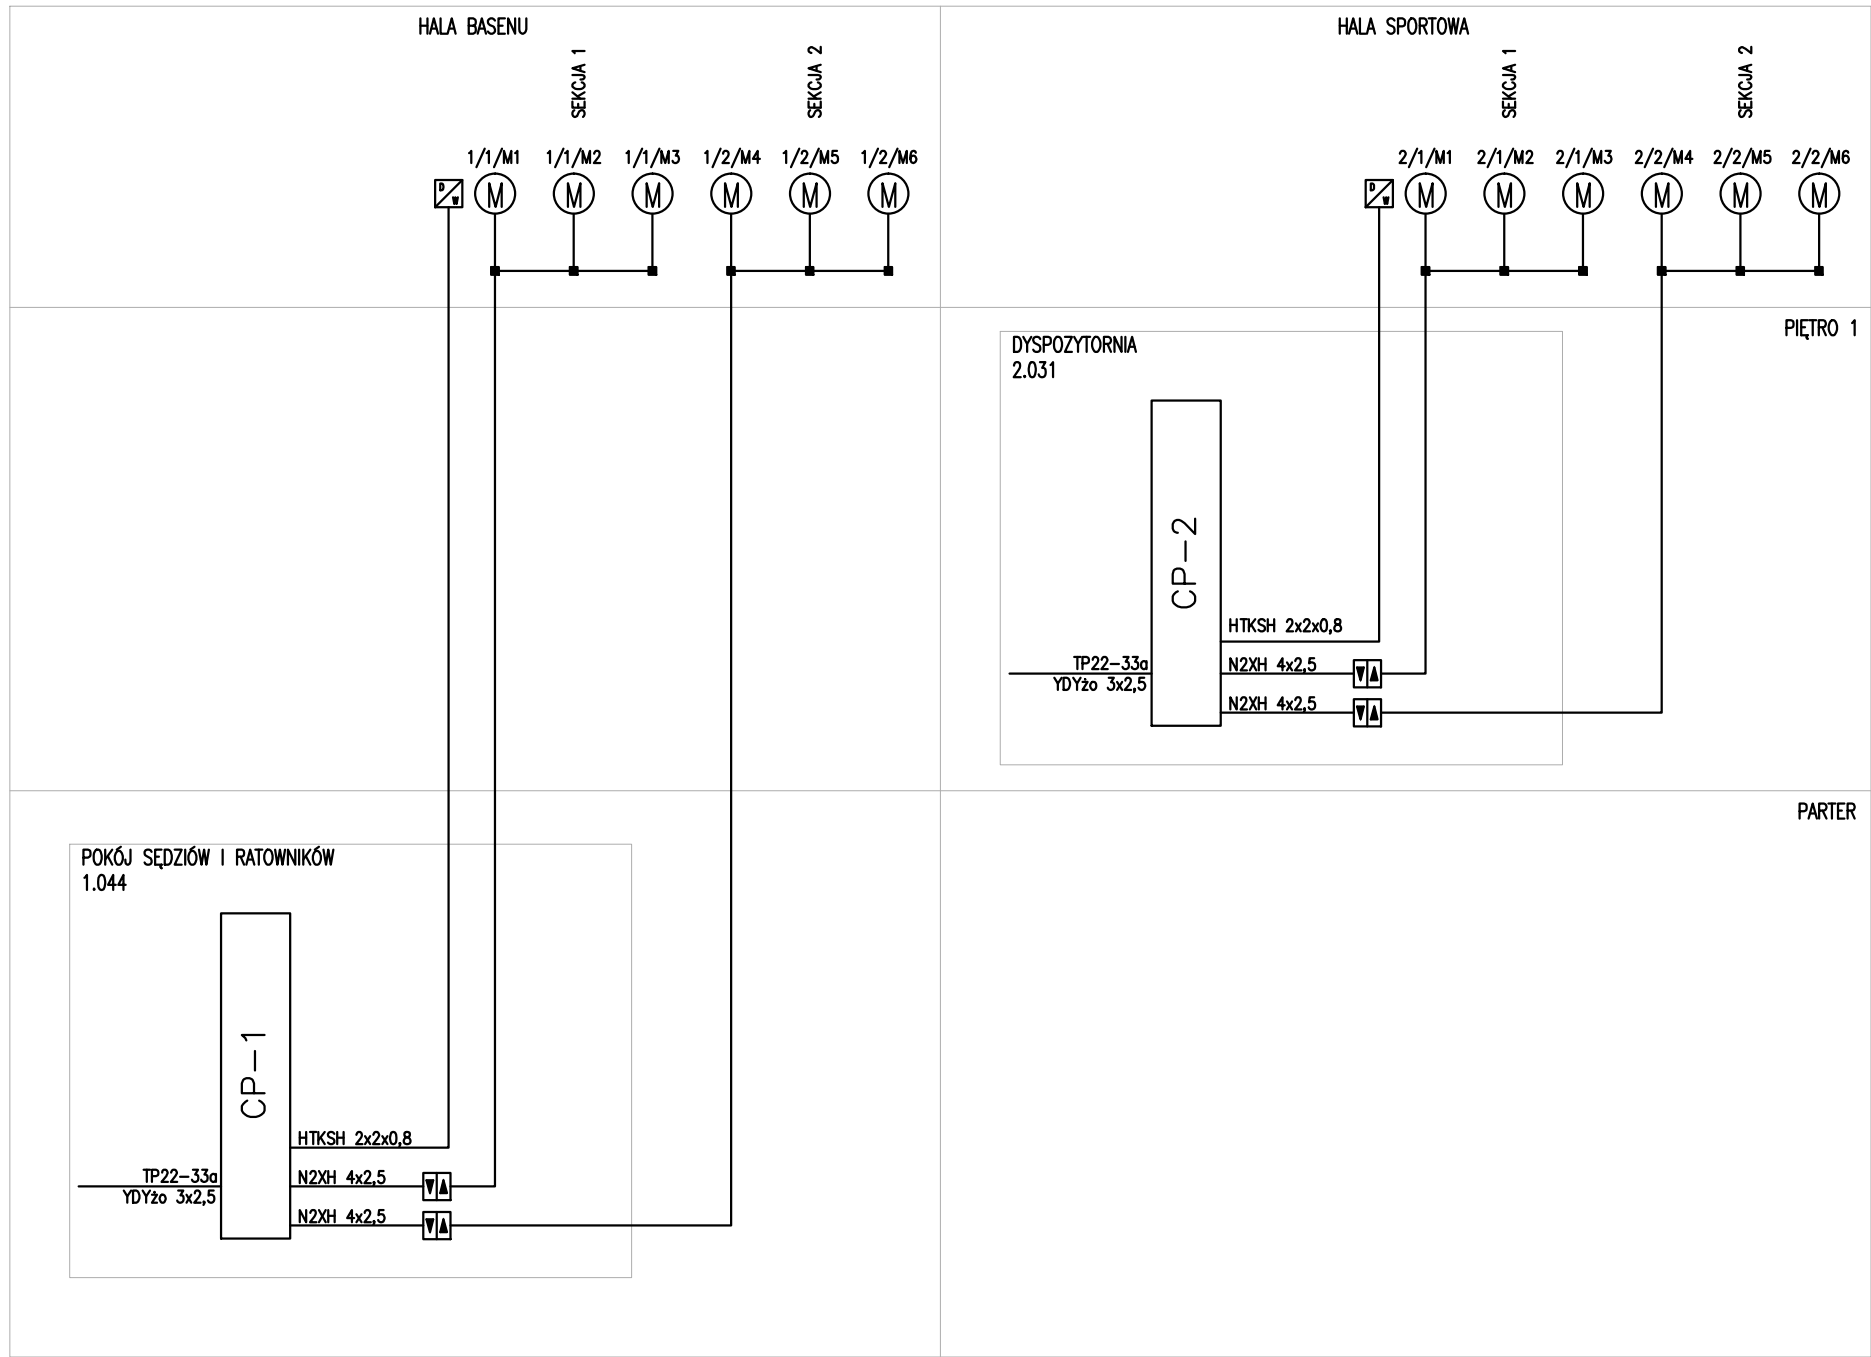 HALA BASENU
SEKCJA 1
SEKCJA 2
1/1/M1 1/1/M2 1/1/M3 1/2/M4 1/2/M5 1/2/M6
D
W
M M M M M M
HALA SPORTOWA
SEKCJA 1
SEKCJA 2
2/1/M1 2/1/M2 2/1/M3 2/2/M4 2/2/M5 2/2/M6
D
W
M M M M M M
PIĘTRO 1
DYSPOZYTORNIA
2.031
CP-2
HTKSH 2x2x0,8
TP22-33a
YDYżo 3x2,5
N2XH 4x2,5
N2XH 4x2,5
PARTER
POKÓJ SĘDZIÓW I RATOWNIKÓW
1.044
CP-1
HTKSH 2x2x0,8
TP22-33a
YDYżo 3x2,5
N2XH 4x2,5
N2XH 4x2,5